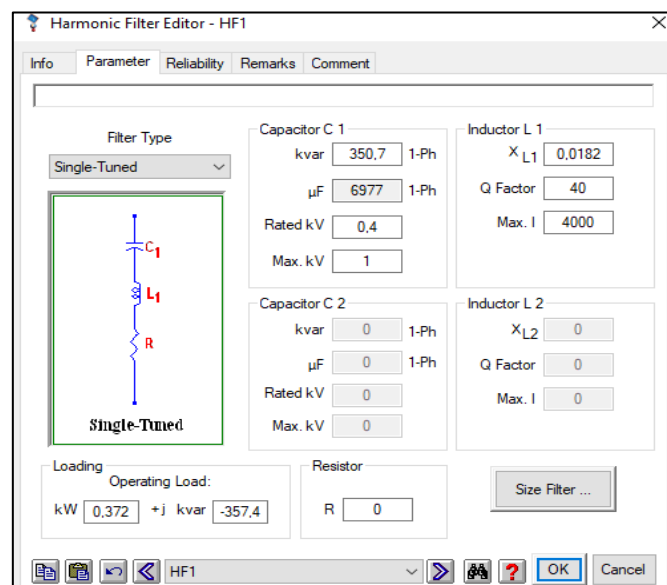 Harmonic Filter Editor - HF1
Info Parameter Reliability Remarks Comment
Filter Type
Single-Tuned
C1
L1
R
Single-Tuned
Capacitor C 1
kvar 350,7 1-Ph
µF 6977 1-Ph
Rated kV 0,4
Max. kV 1
Inductor L 1
XL1 0,0182
Q Factor 40
Max. I 4000
Capacitor C 2
kvar 0 1-Ph
µF 0 1-Ph
Rated kV 0
Max. kV 0
Inductor L 2
XL2 0
Q Factor 0
Max. I 0
Loading
Operating Load:
kW 0,372 +j kvar -357,4
Resistor
R 0
Size Filter ...
HF1
?
OK Cancel